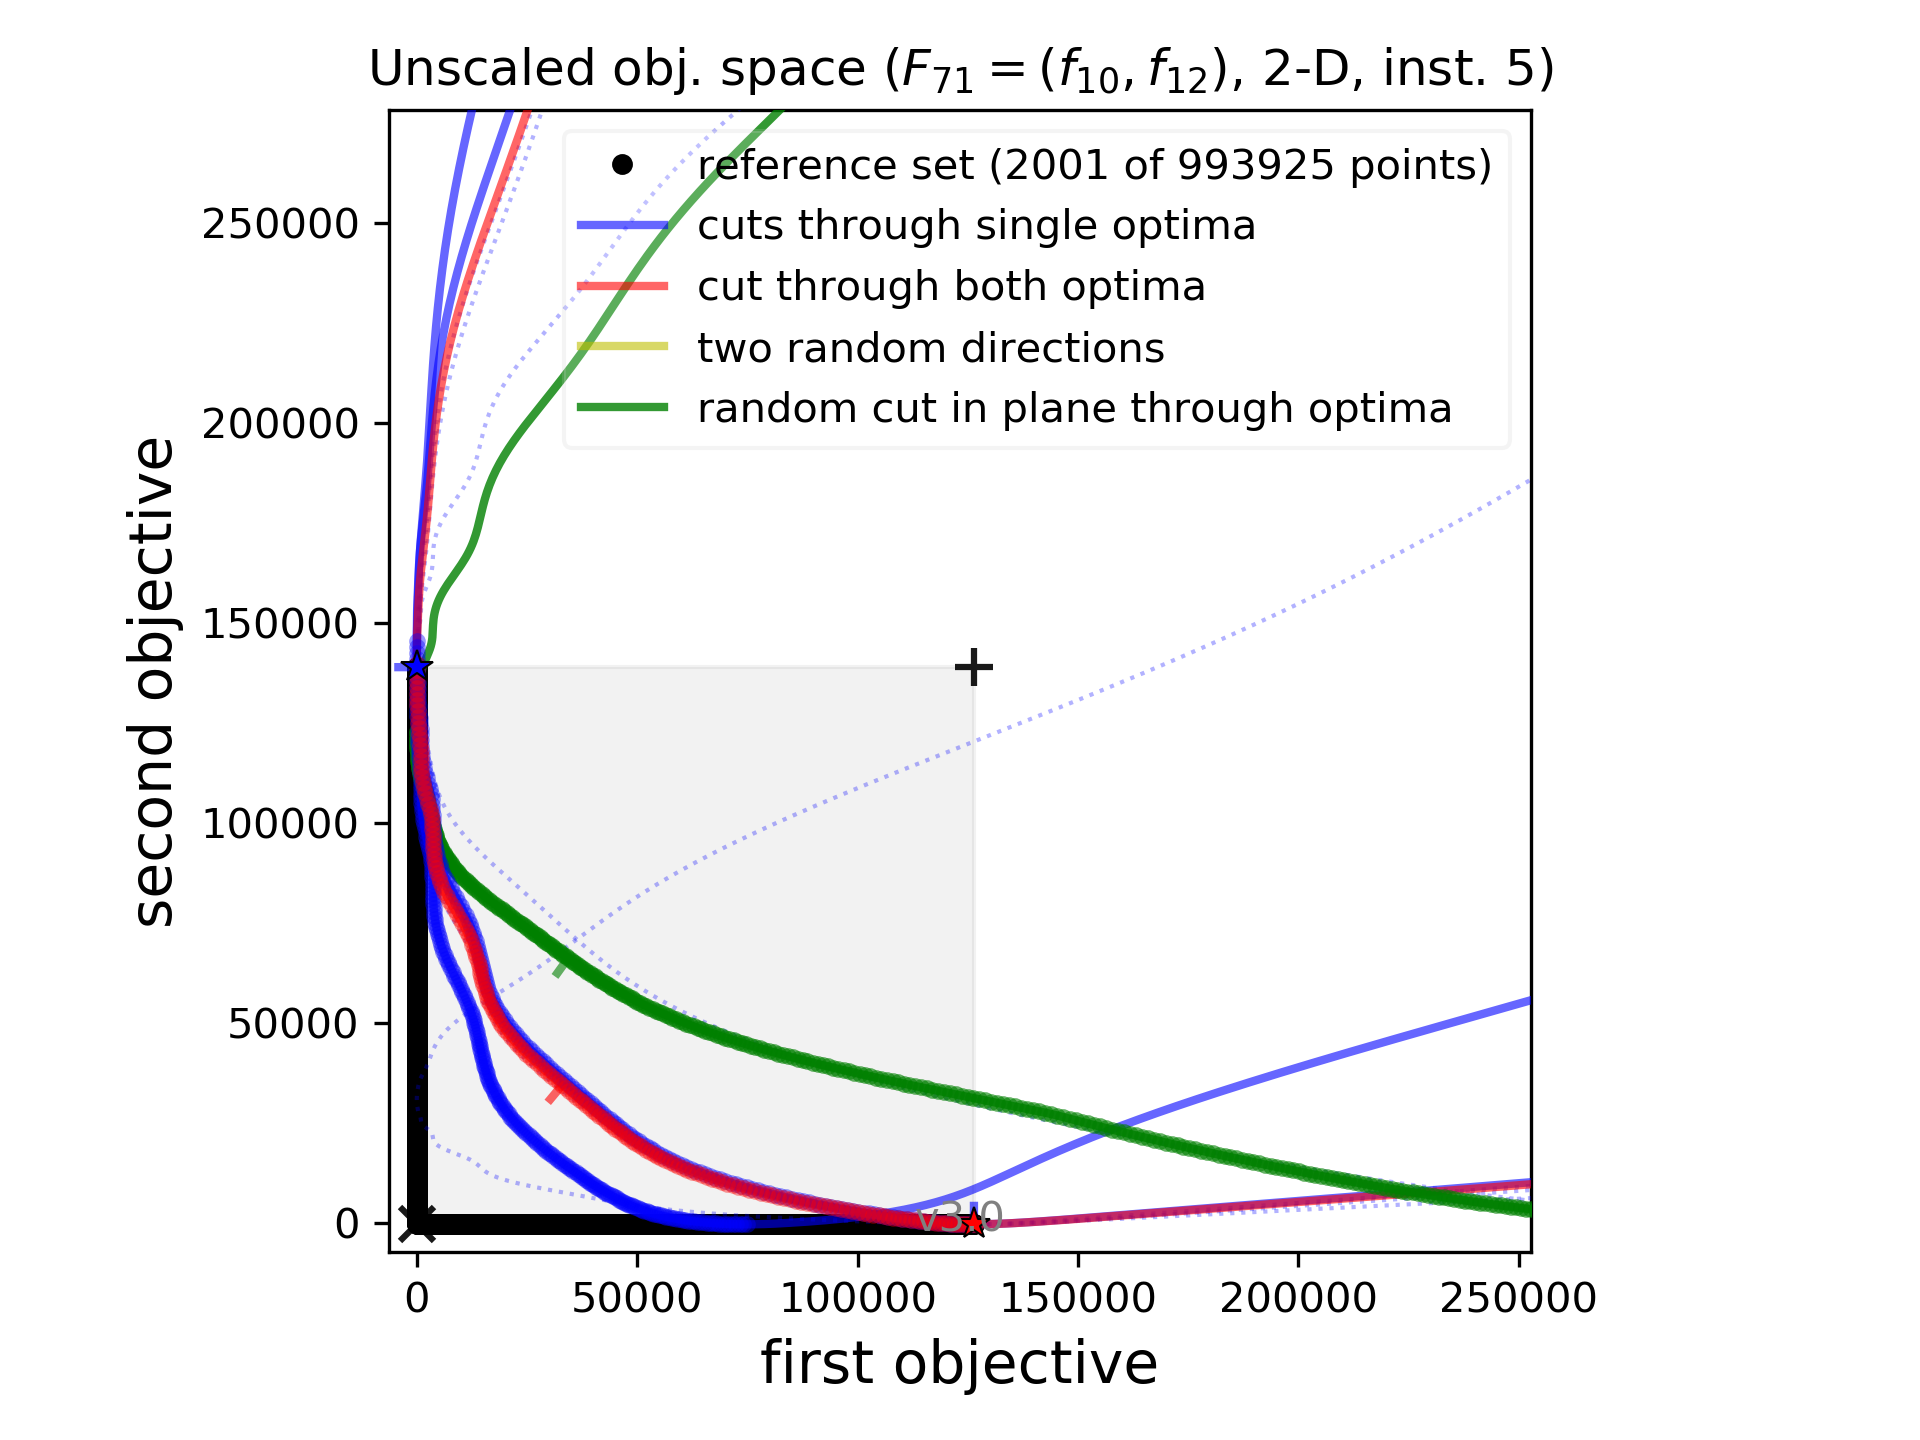 Unscaled obj. space (F71 = (f10, f12), 2-D, inst. 5)
reference set (2001 of 993925 points)
cuts through single optima
cut through both optima
two random directions
random cut in plane through optima
second objective
250000
200000
150000
100000
50000
0
v3.0
0 50000 100000 150000 200000 250000
first objective